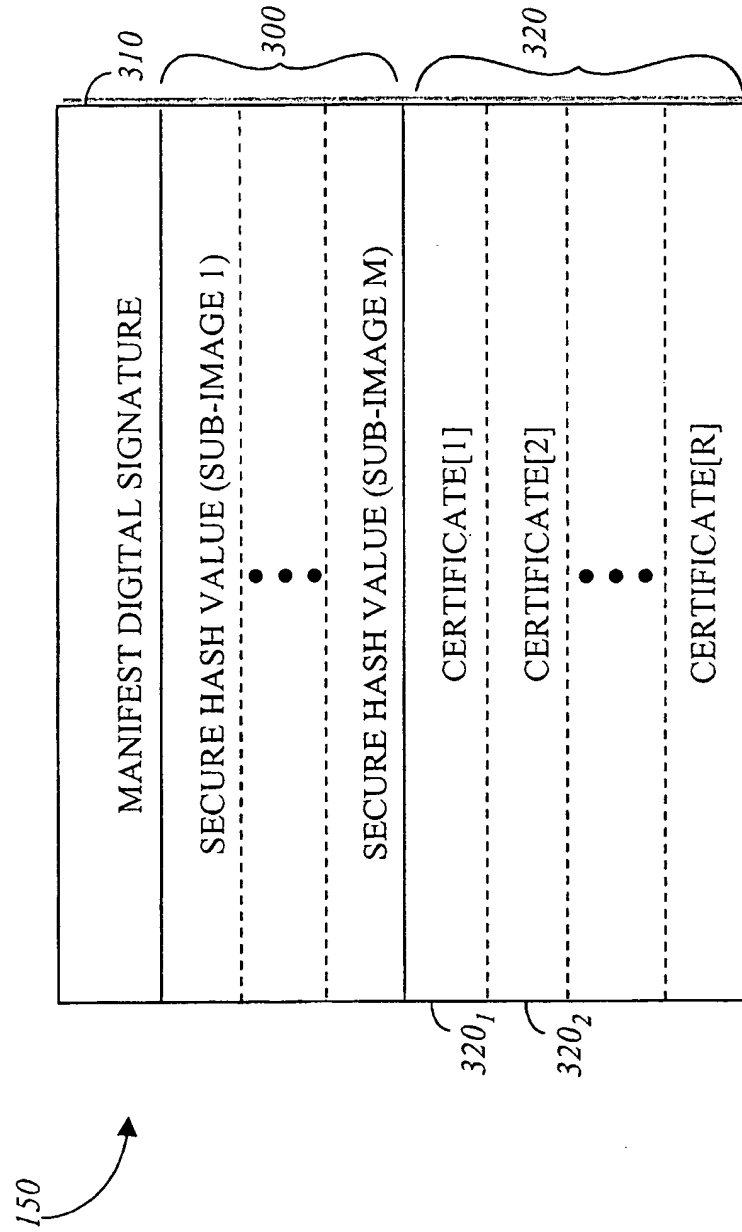 150
MANIFEST DIGITAL SIGNATURE
310
SECURE HASH VALUE (SUB-IMAGE 1)
300
SECURE HASH VALUE (SUB-IMAGE M)
320₁
CERTIFICATE[1]
320
320₂
CERTIFICATE[2]
CERTIFICATE[R]